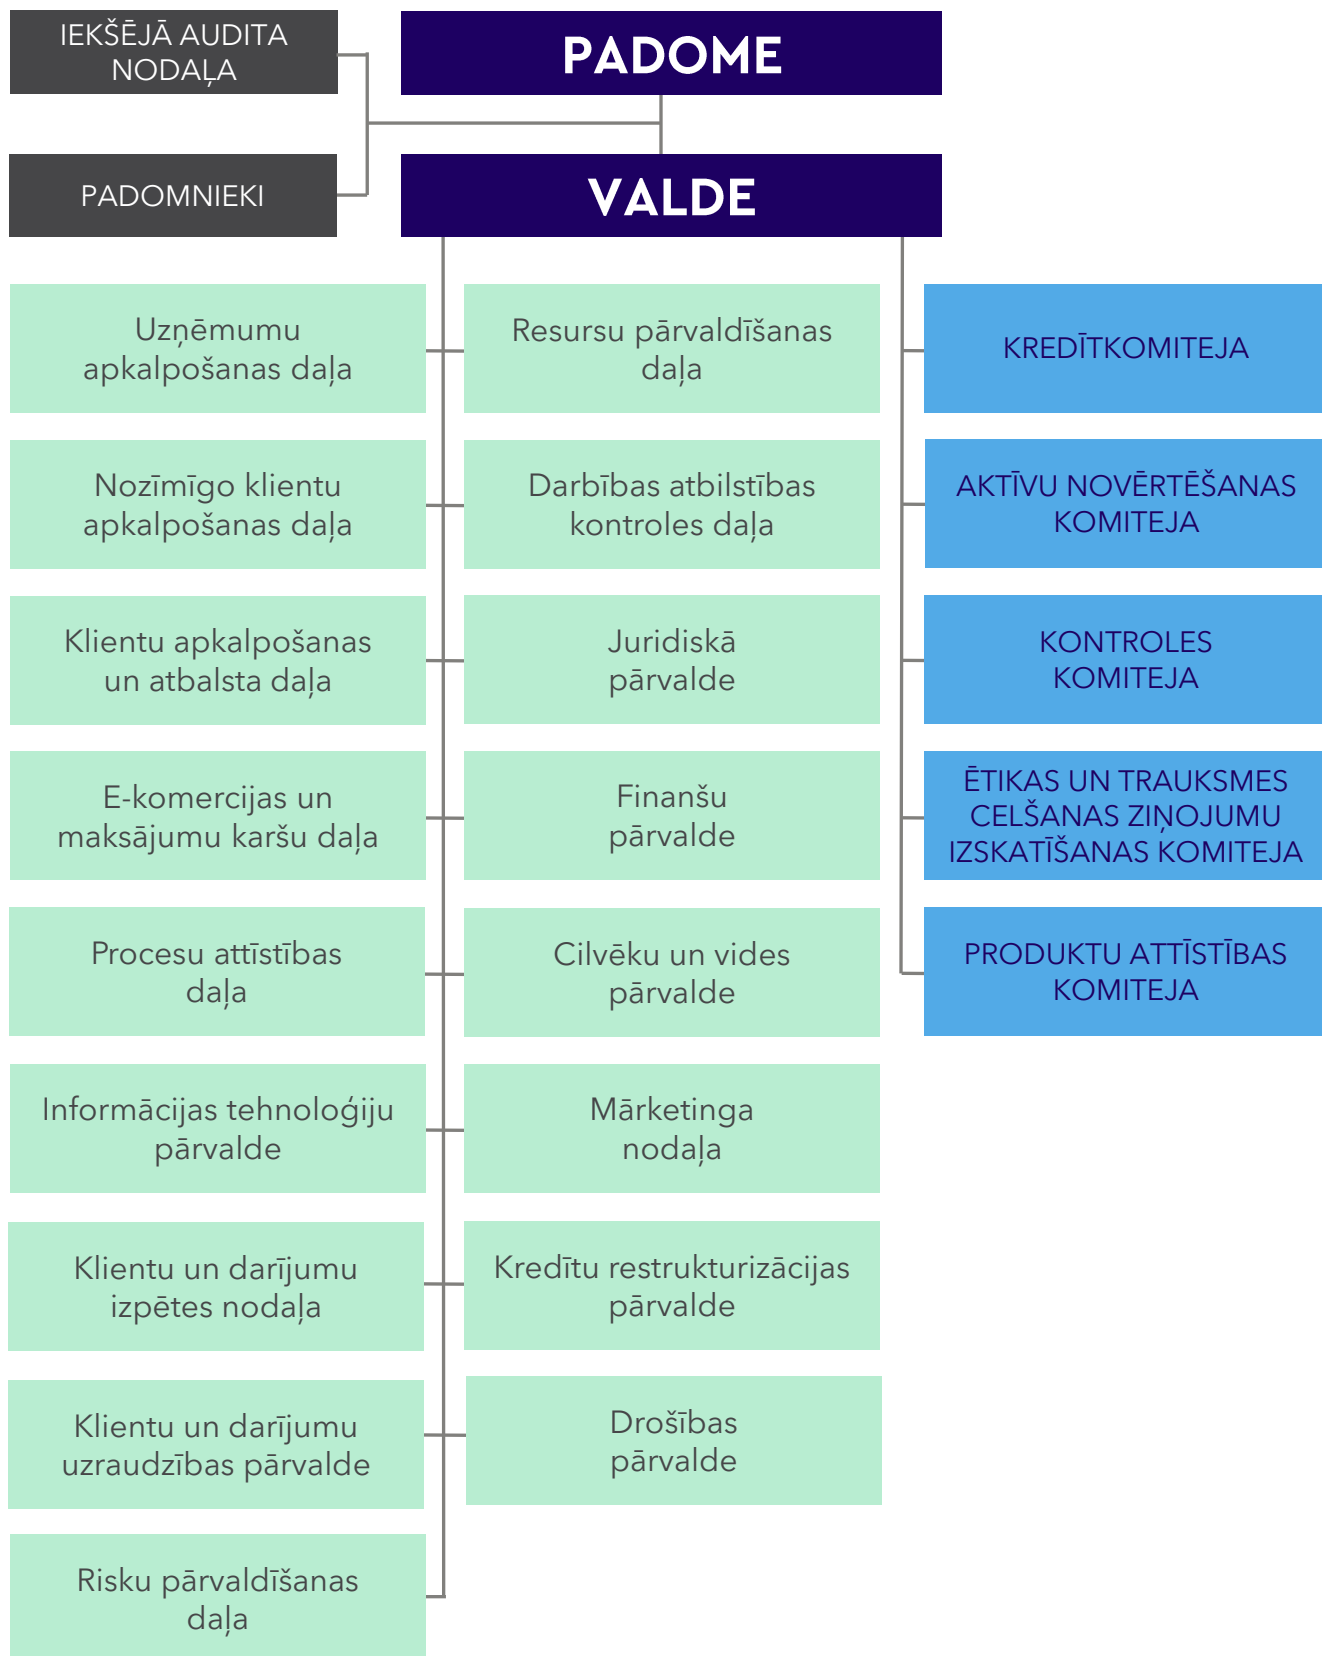 IEKŠĒJĀ AUDITA
NODAĻA
PADOME
PADOMNIEKI
VALDE
Uzņēmumu
apkalpošanas daļa
Resursu pārvaldīšanas
daļa
KREDĪTKOMITEJA
Nozīmīgo klientu
apkalpošanas daļa
Darbības atbilstības
kontroles daļa
AKTĪVU NOVĒRTĒŠANAS
KOMITEJA
Klientu apkalpošanas
un atbalsta daļa
Juridiskā
pārvalde
KONTROLES
KOMITEJA
E-komercijas un
maksājumu karšu daļa
Finanšu
pārvalde
ĒTIKAS UN TRAUKSMES
CELŠANAS ZIŅOJUMU
IZSKATĪŠANAS KOMITEJA
Procesu attīstības
daļa
Cilvēku un vides
pārvalde
PRODUKTU ATTĪSTĪBAS
KOMITEJA
Informācijas tehnoloģiju
pārvalde
Mārketinga
nodaļa
Klientu un darījumu
izpētes nodaļa
Kredītu restrukturizācijas
pārvalde
Klientu un darījumu
uzraudzības pārvalde
Drošības
pārvalde
Risku pārvaldīšanas
daļa